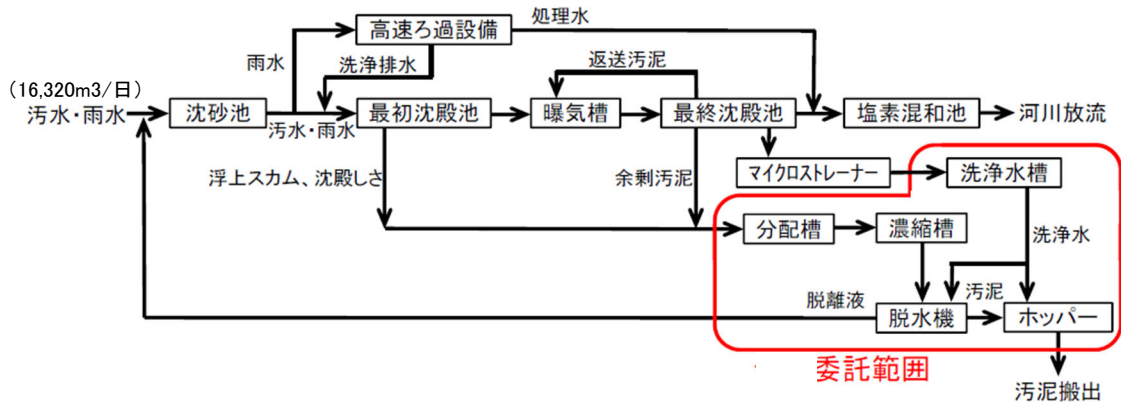 処理水
高速ろ過設備
雨水
洗浄排水
返送汚泥
(16,320m3/日)
汚水・雨水
沈砂池
汚水・雨水
最初沈殿池
曝気槽
最終沈殿池
塩素混和池
河川放流
マイクロストレーナー
洗浄水槽
浮上スカム、沈殿しさ
余剰汚泥
分配槽
濃縮槽
洗浄水
脱離液
汚泥
脱水機
ホッパー
委託範囲
汚泥搬出